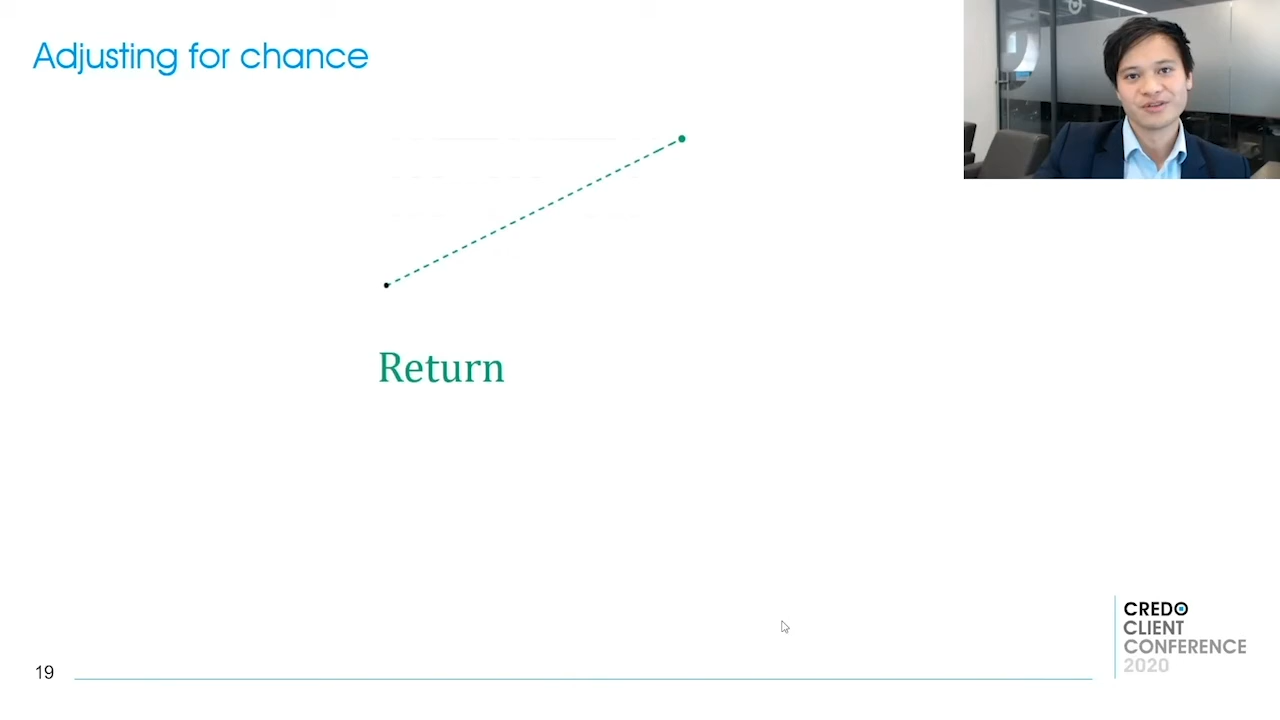 Adjusting for chance
Return
CREDO
CLIENT
CONFERENCE
2020
19